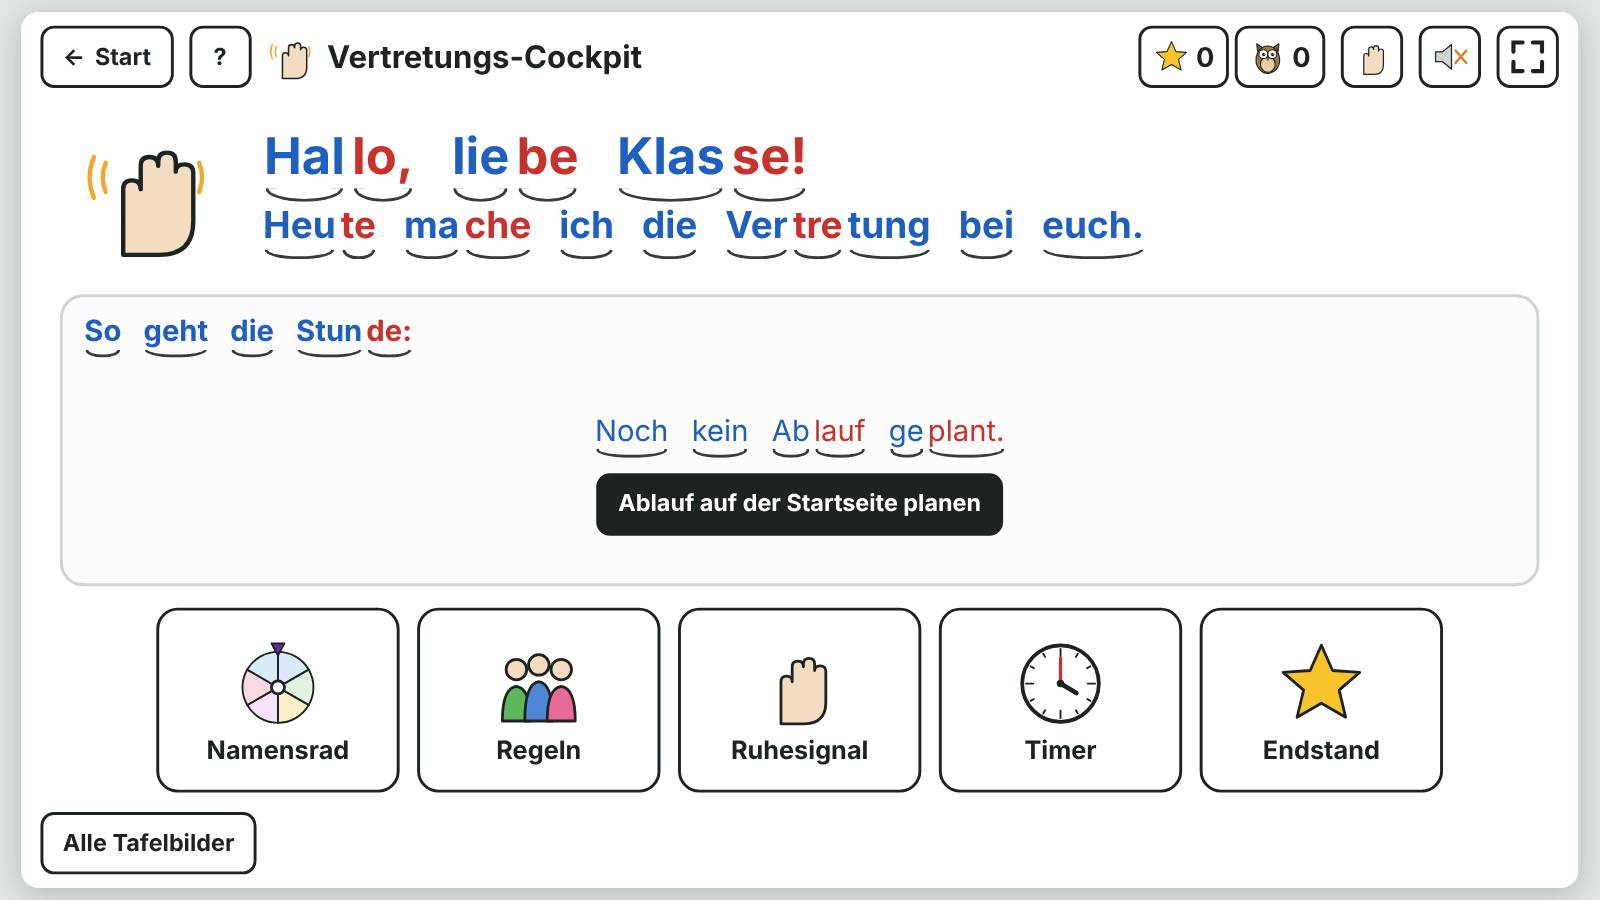 ← Start
?
Vertretungs-Cockpit
0
0
Hallo, liebe Klasse!
Heute mache ich die Vertretung bei euch.
So geht die Stunde:
Noch kein Ablauf geplant.
Ablauf auf der Startseite planen
Namensrad
Regeln
Ruhesignal
Timer
Endstand
Alle Tafelbilder